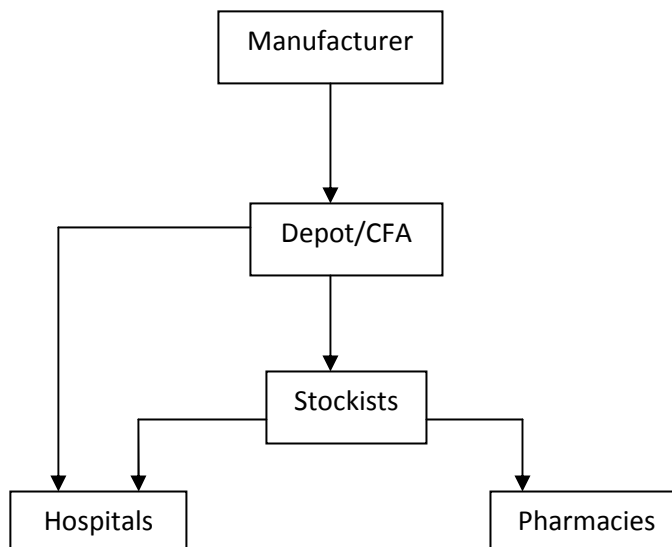 Manufacturer
Depot/CFA
Stockists
Hospitals
Pharmacies